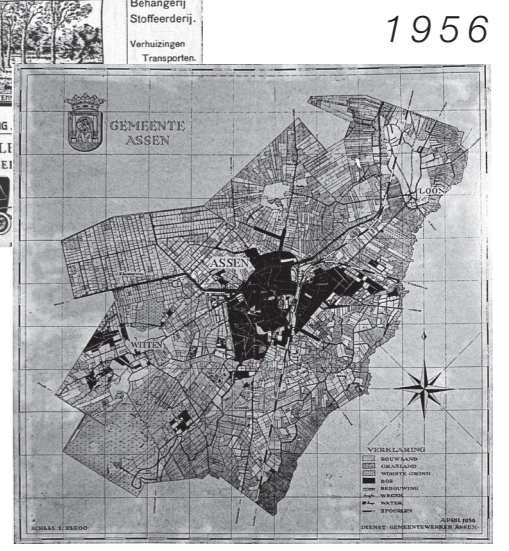 Behangerij
Stoffeerderij.
Verhuizingen
Transporten.
1956
GEMEENTE
ASSEN
LOON
ASSEN
WITTEN
VERKLARING
BOUWLAND
GRASLAND
WOESTE GROND
BOS
BEBOUWING
WEGEN
WATER
SPOORLIJN
SCHAAL 1:25000
APRIL 1956
DIENST GEMEENTEWERKEN ASSEN